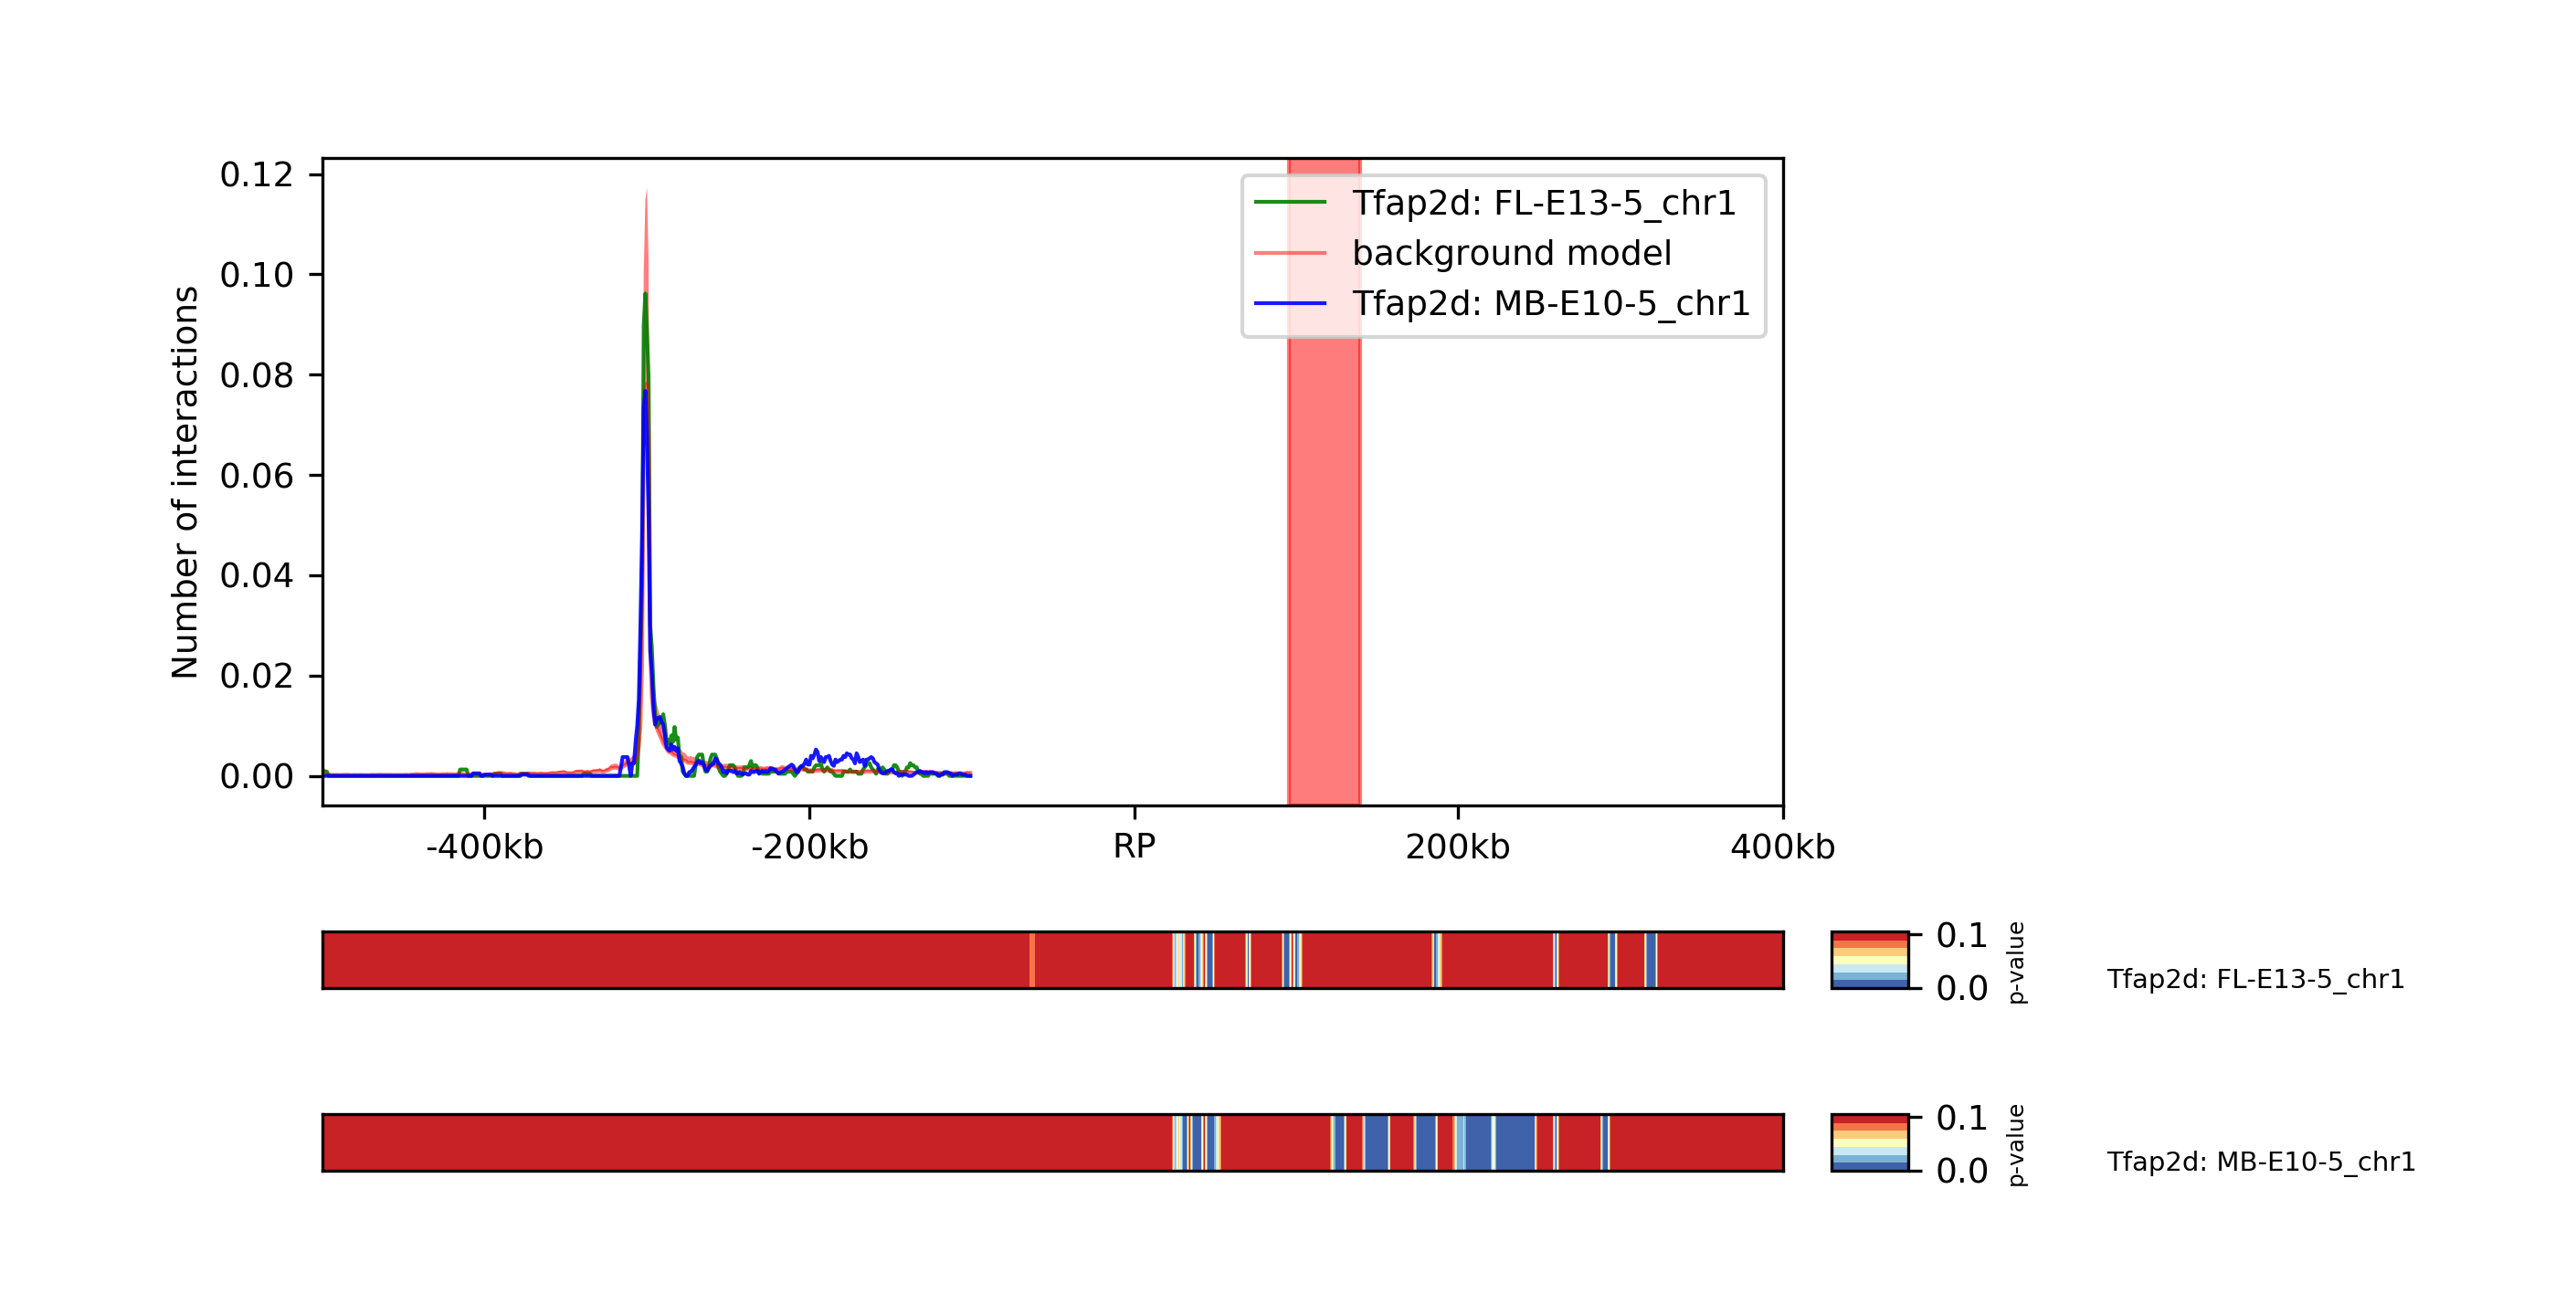 0.12
0.10
0.08
0.06
0.04
0.02
0.00
Number of interactions
Tfap2d: FL-E13-5_chr1
background model
Tfap2d: MB-E10-5_chr1
-400kb
-200kb
RP
200kb
400kb
0.1
0.0
p-value
Tfap2d: FL-E13-5_chr1
0.1
0.0
p-value
Tfap2d: MB-E10-5_chr1